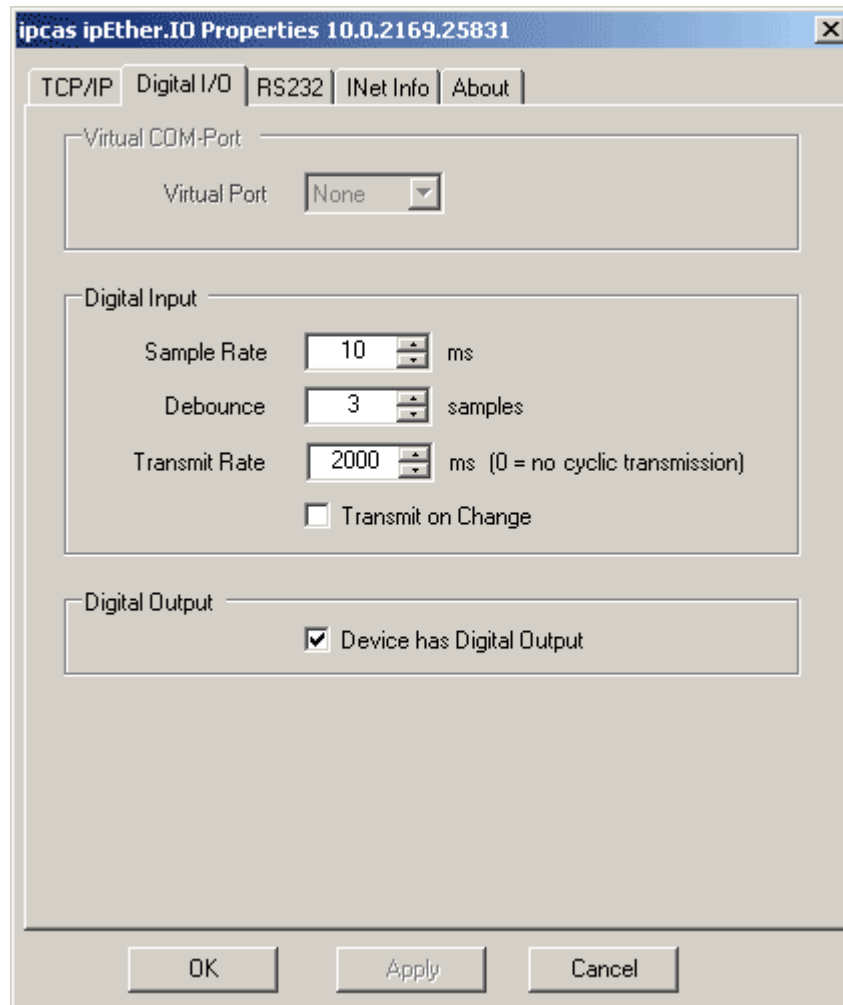 ipcas ipEther.IO Properties 10.0.2169.25831
TCP/IP Digital I/O RS232 INet Info About
Virtual COM-Port
Virtual Port None
Digital Input
Sample Rate 10 ms
Debounce 3 samples
Transmit Rate 2000 ms (0 = no cyclic transmission)
Transmit on Change
Digital Output
Device has Digital Output
OK Apply Cancel